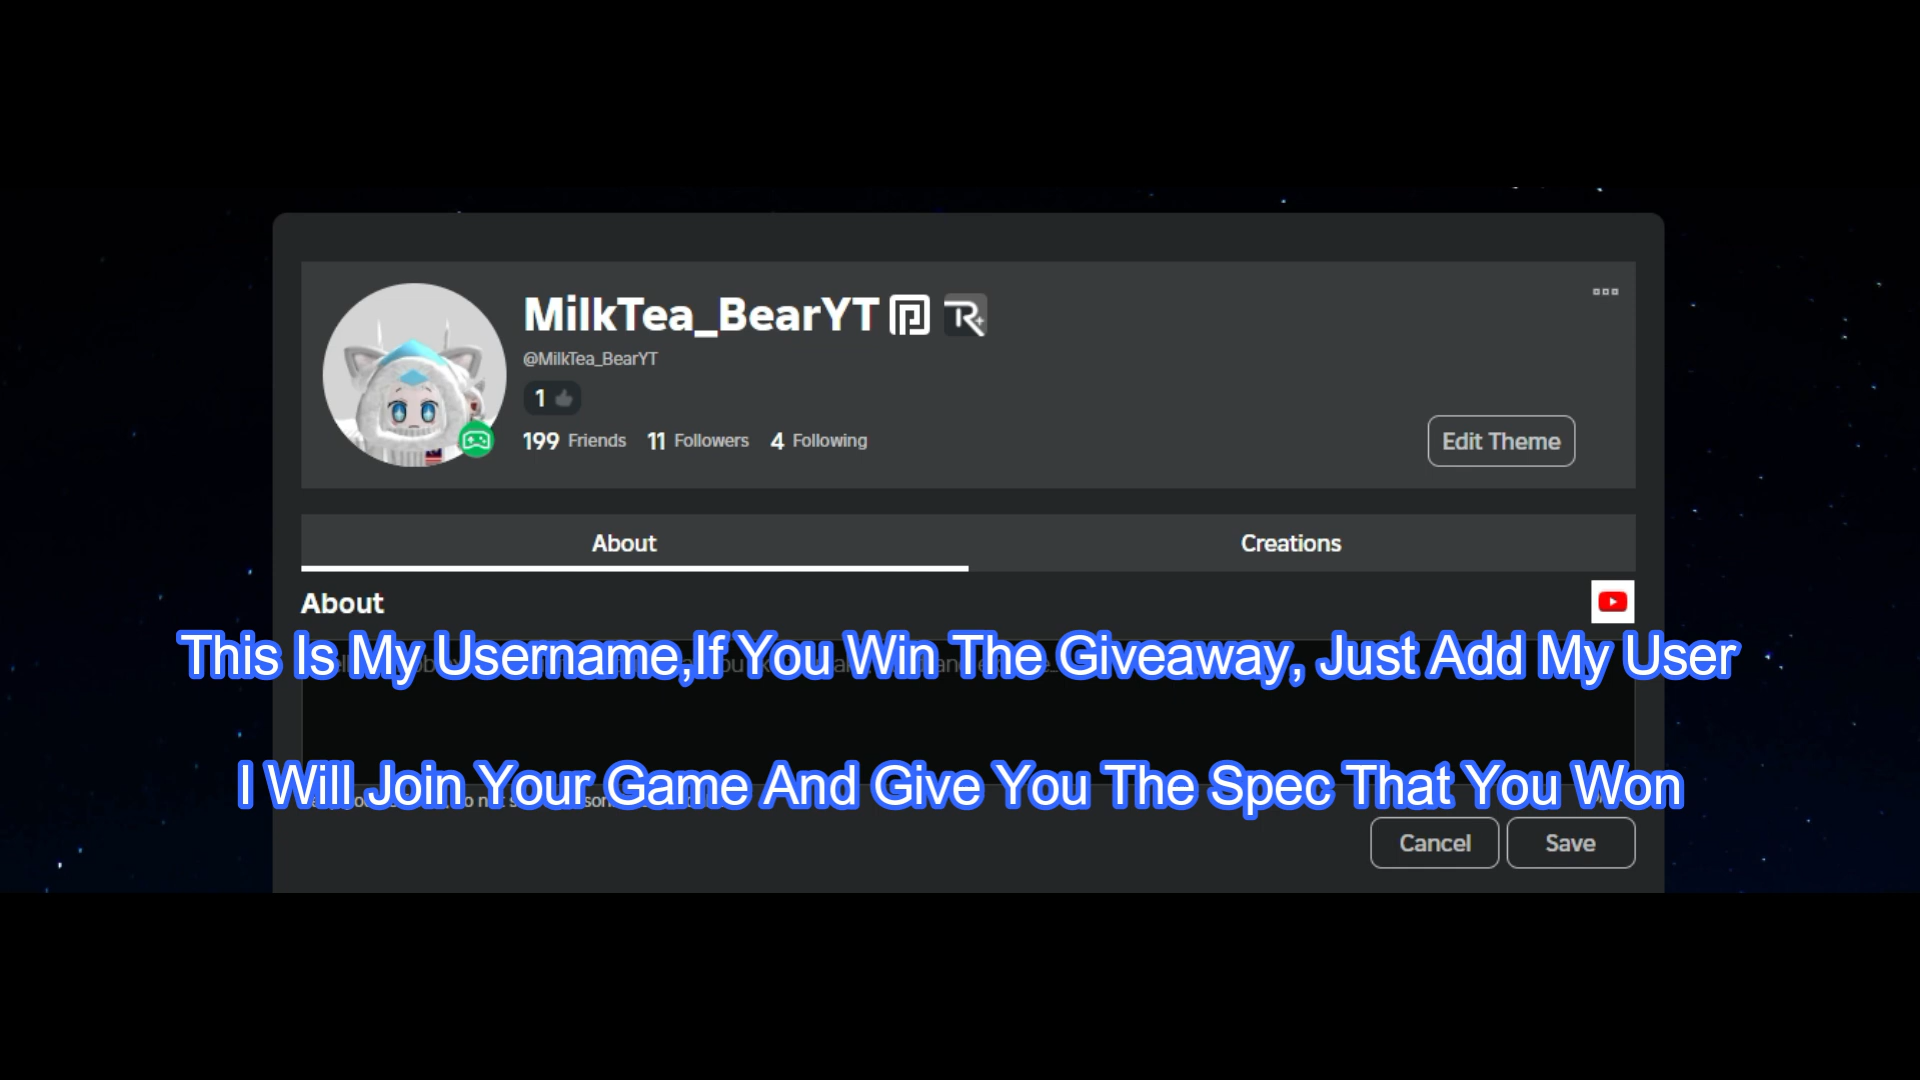 MilkTea_BearYT
@MilkTea_BearYT
1
199 Friends 11 Followers 4 Following
Edit Theme
About Creations
About
This Is My Username,If You Win The Giveaway, Just Add My User
I Will Join Your Game And Give You The Spec That You Won
Cancel Save